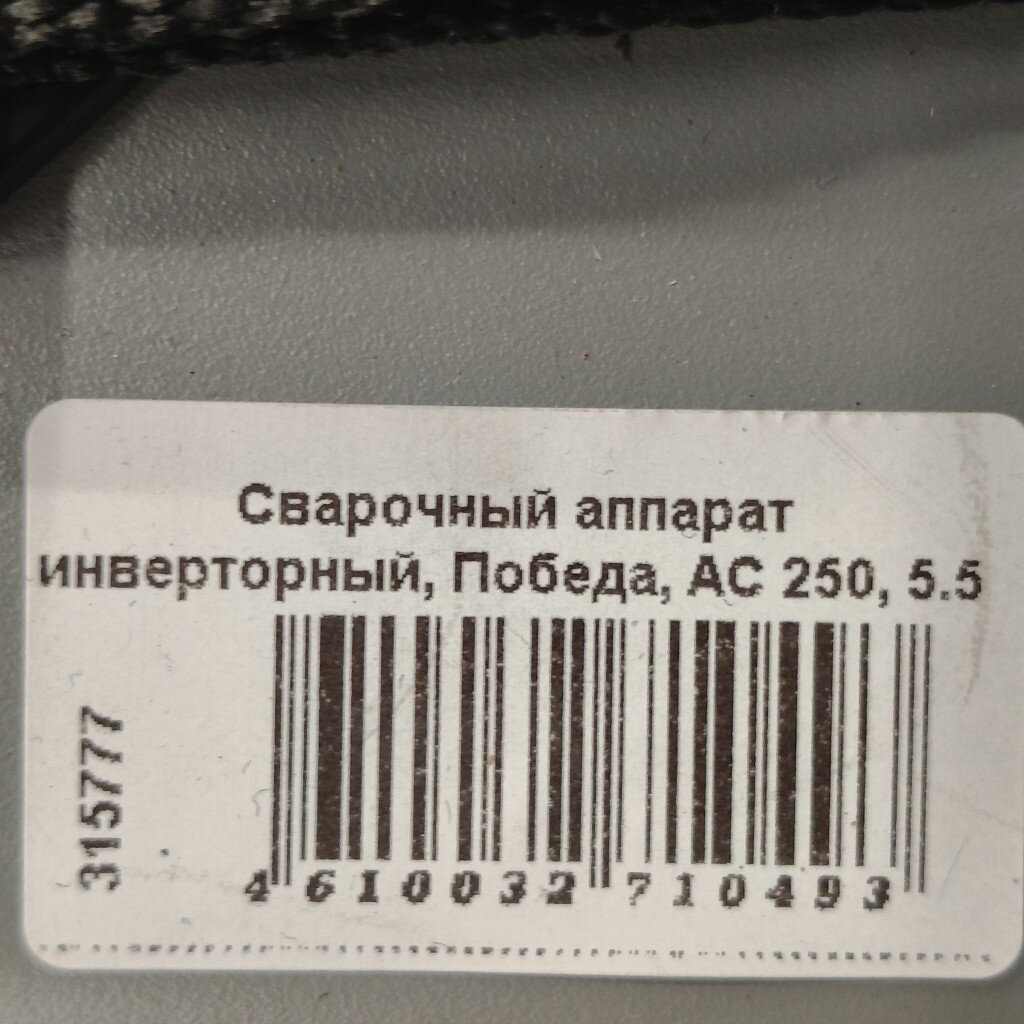 Сварочный аппарат
инверторный, Победа, АС 250, 5.5
315777
4 610032 710493